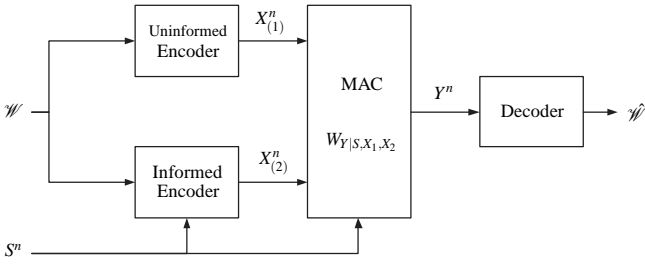 Uninformed
Encoder
X^n_{(1)}
MAC
W_{Y|S,X_1,X_2}
Y^n
Decoder
𝒲
𝒲̂
Informed
Encoder
X^n_{(2)}
S^n